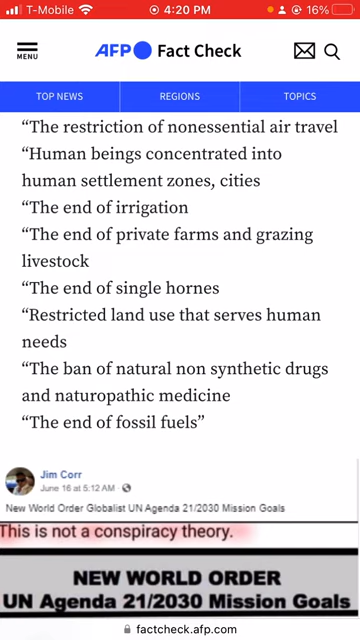 T-Mobile 4:20 PM 16%
MENU
AFP Fact Check
TOP NEWS REGIONS TOPICS
“The restriction of nonessential air travel
“Human beings concentrated into
human settlement zones, cities
“The end of irrigation
“The end of private farms and grazing
livestock
“The end of single hornes
“Restricted land use that serves human
needs
“The ban of natural non synthetic drugs
and naturopathic medicine
“The end of fossil fuels”
Jim Corr
June 16 at 5:12 AM ·
New World Order Globalist UN Agenda 21/2030 Mission Goals
This is not a conspiracy theory.
NEW WORLD ORDER
UN Agenda 21/2030 Mission Goals
factcheck.afp.com